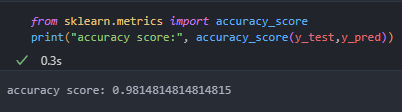 from sklearn.metrics import accuracy_score
print("accuracy score:", accuracy_score(y_test,y_pred))
0.3s
accuracy score: 0.9814814814814815